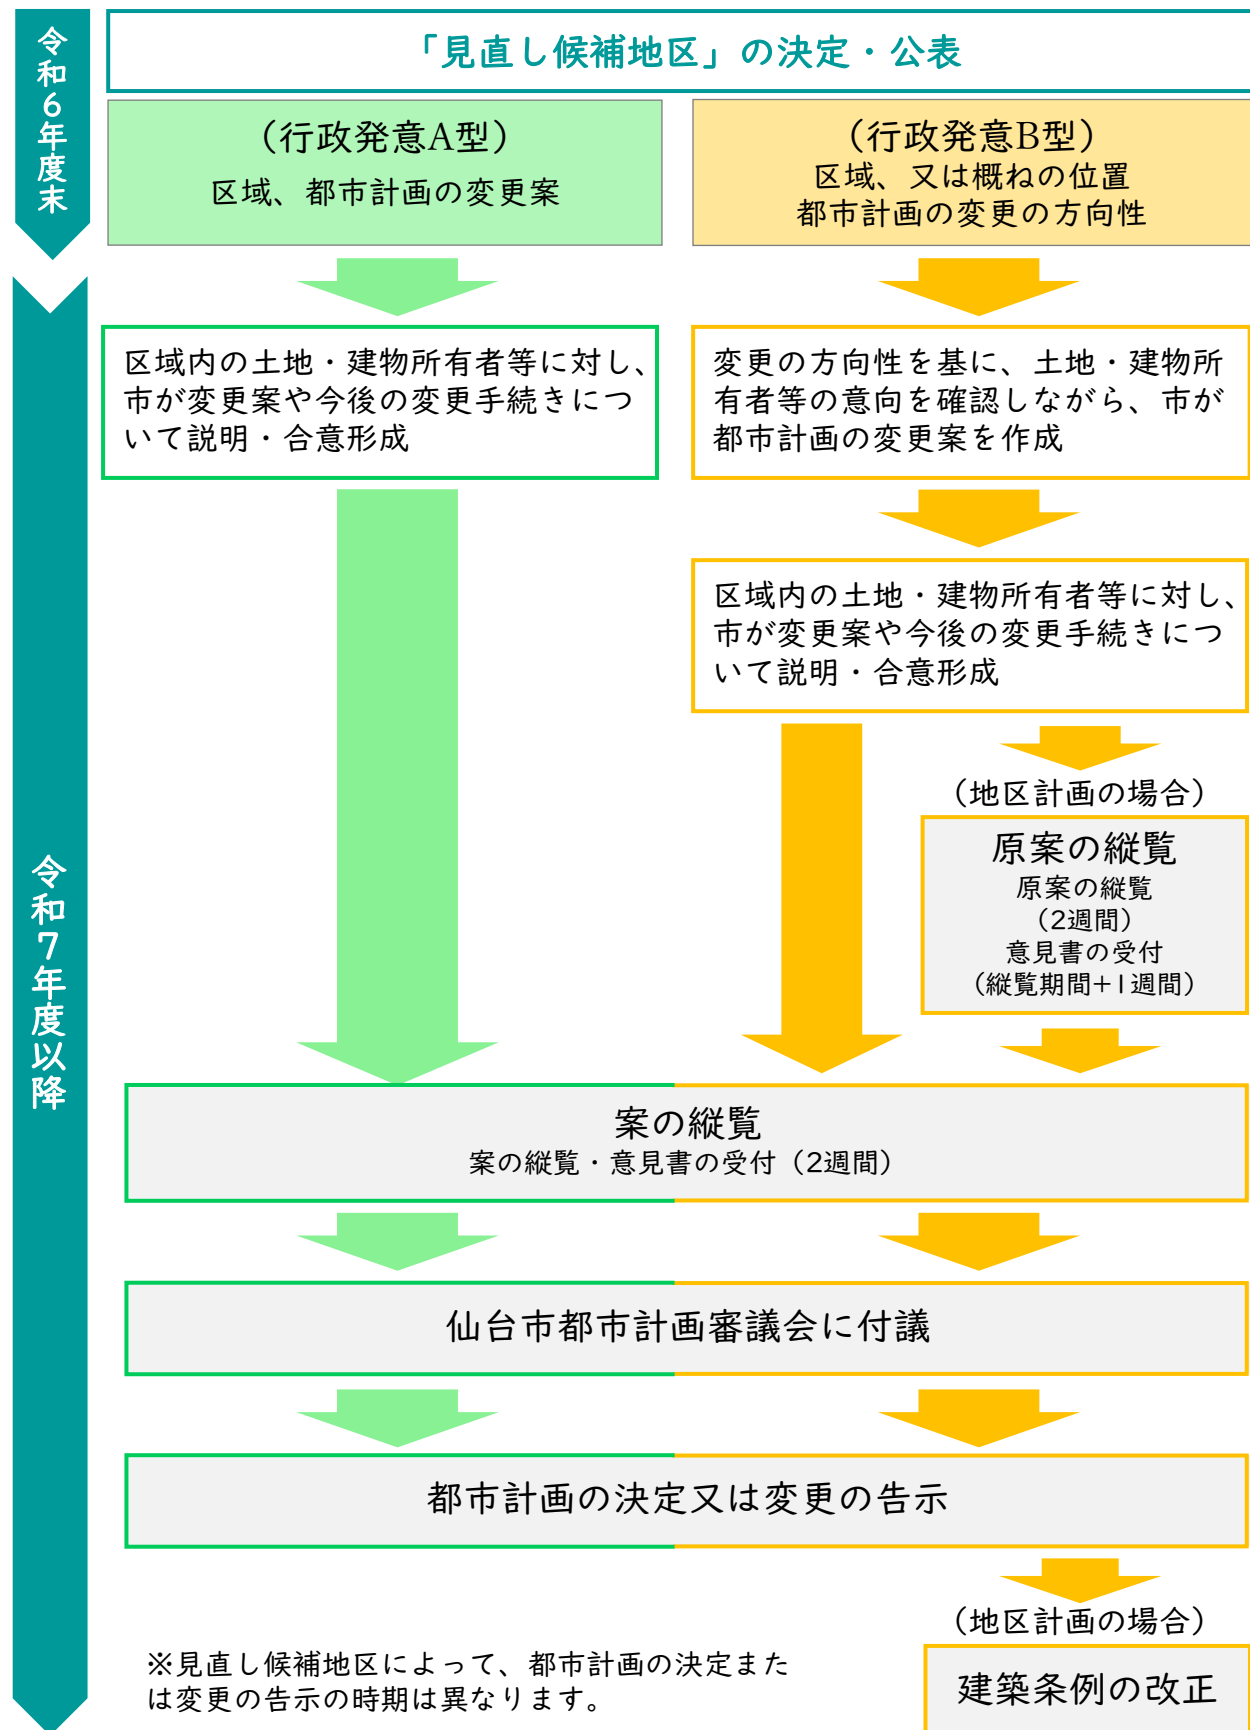 令和6年度末
「見直し候補地区」の決定・公表
（行政発意A型）
区域、都市計画の変更案
（行政発意B型）
区域、又は概ねの位置
都市計画の変更の方向性
令和7年度以降
区域内の土地・建物所有者等に対し、
市が変更案や今後の変更手続きにつ
いて説明・合意形成
変更の方向性を基に、土地・建物所
有者等の意向を確認しながら、市が
都市計画の変更案を作成
区域内の土地・建物所有者等に対し、
市が変更案や今後の変更手続きにつ
いて説明・合意形成
（地区計画の場合）
原案の縦覧
原案の縦覧
（2週間）
意見書の受付
（縦覧期間+1週間）
案の縦覧
案の縦覧・意見書の受付（2週間）
仙台市都市計画審議会に付議
都市計画の決定又は変更の告示
（地区計画の場合）
建築条例の改正
※見直し候補地区によって、都市計画の決定また
は変更の告示の時期は異なります。